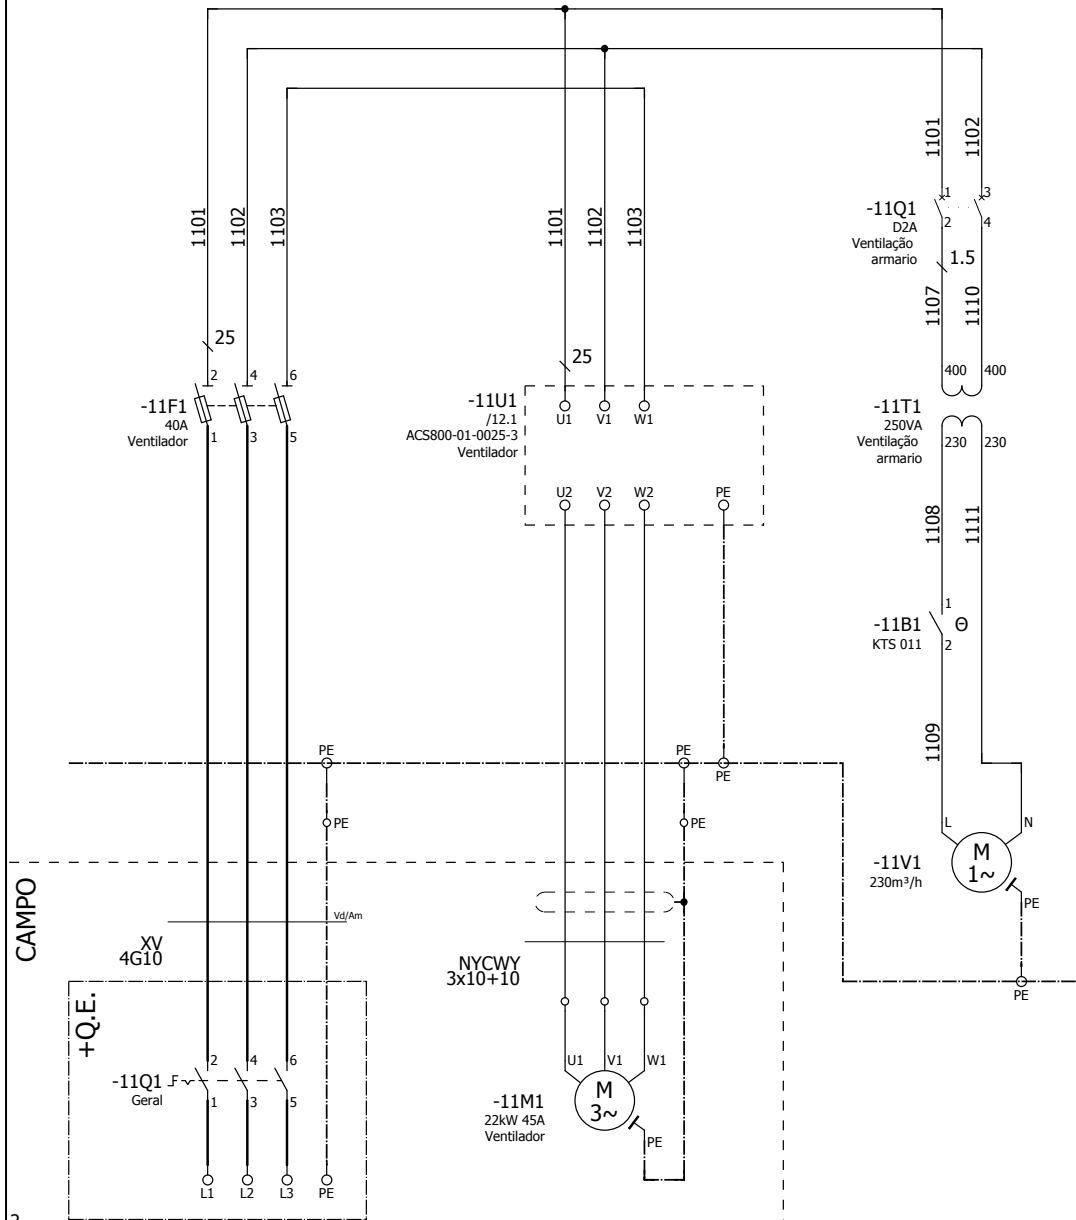 1101
1102
1103
1101
1102
1103
1101
1102
-11Q1
D2A
Ventilação
armario
1
3
2
4
1.5
1107
1110
25
2
4
6
-11F1
40A
Ventilador
1
3
5
25
-11U1
/12.1
ACS800-01-0025-3
Ventilador
U1
V1
W1
U2
V2
W2
PE
400
400
-11T1
250VA
Ventilação
armario
230
230
1108
1111
-11B1
KTS 011
1
2
Θ
1109
PE
PE
PE
PE
PE
L
N
M
1~
-11V1
230m³/h
PE
PE
CAMPO
Vd/Am
XV
4G10
NYCWY
3x10+10
+Q.E.
-11Q1
Geral
2
4
6
1
3
5
L1
L2
L3
PE
U1
V1
W1
M
3~
-11M1
22kW 45A
Ventilador
PE